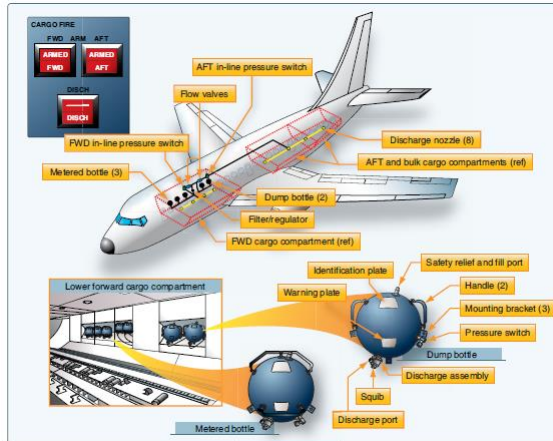 CARGO FIRE
FWD ARM AFT
ARMED
FWD
ARMED
AFT
DISCH
DISCH
AFT in-line pressure switch
Flow valves
FWD in-line pressure switch
Metered bottle (3)
Discharge nozzle (8)
AFT and bulk cargo compartments (ref)
Dump bottle (2)
Filter/regulator
FWD cargo compartment (ref)
Lower forward cargo compartment
Safety relief and fill port
Identification plate
Handle (2)
Warning plate
Mounting bracket (3)
Pressure switch
Dump bottle
Discharge assembly
Squib
Discharge port
Metered bottle